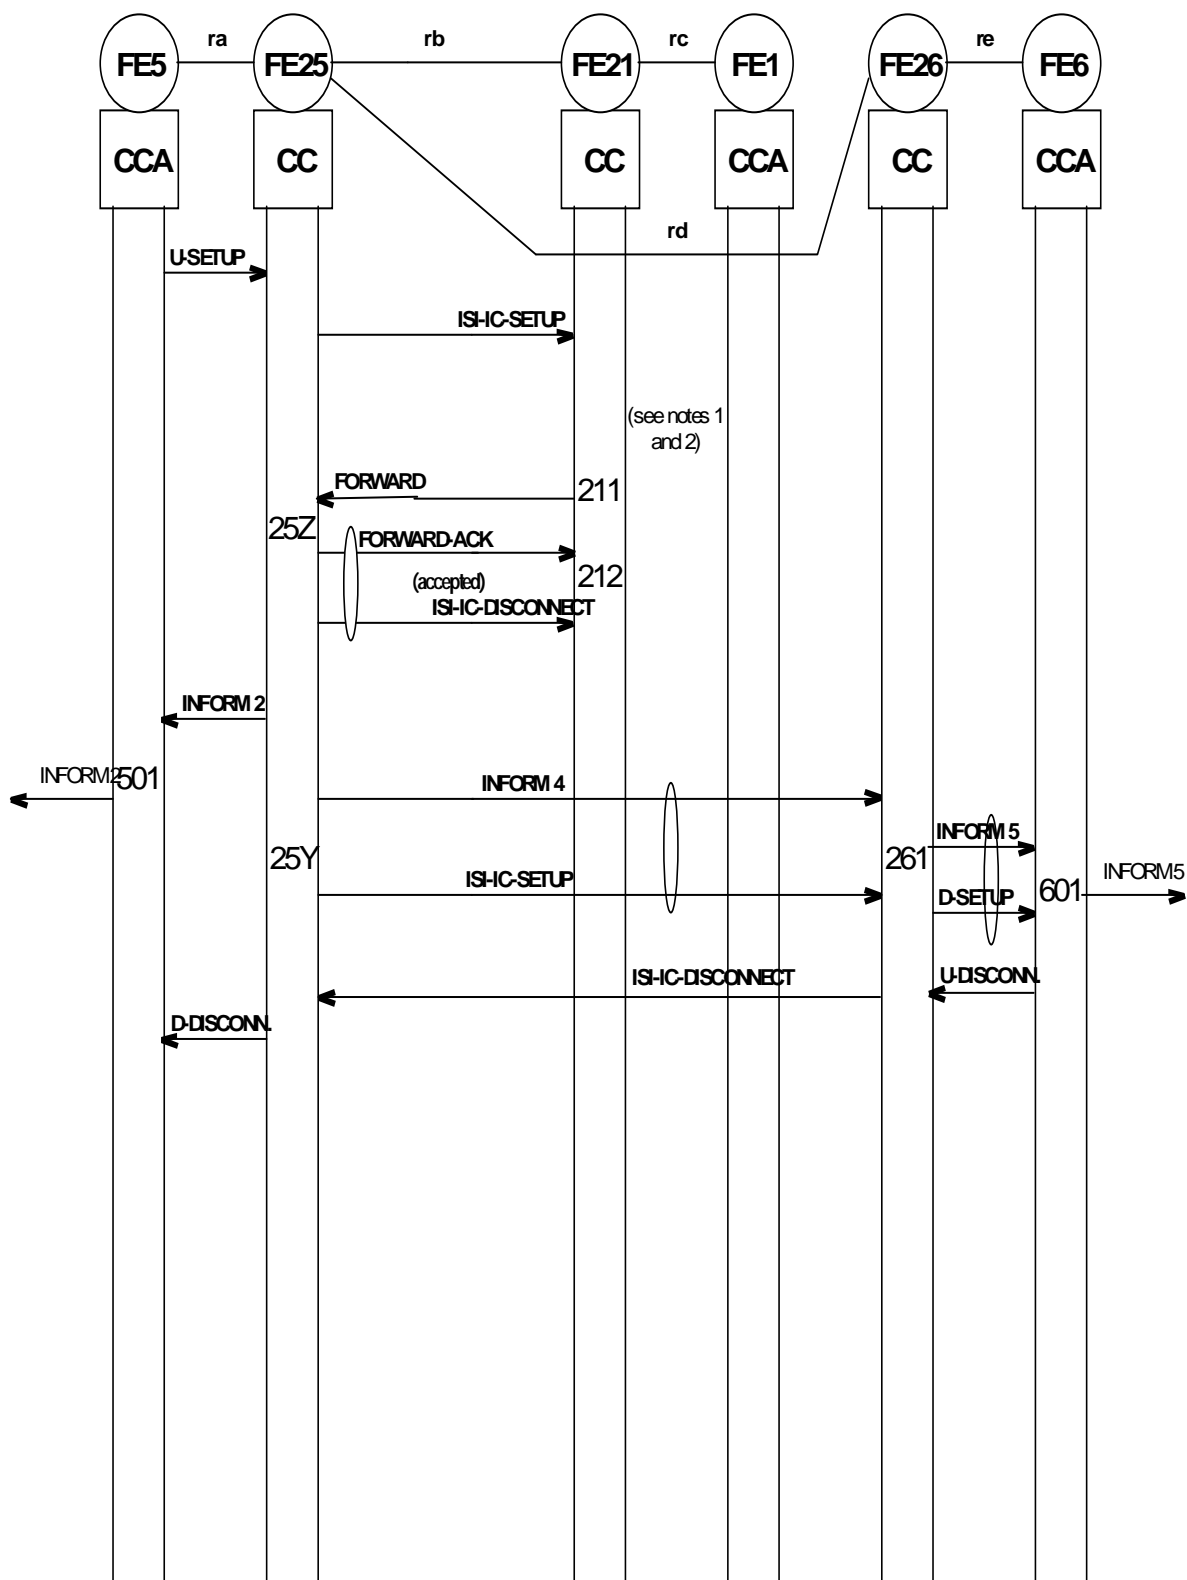 ra rb rc re
FE5 FE25 FE21 FE1 FE26 FE6
CCA CC CC CCA CC CCA
rd
U-SETUP
ISI-IC-SETUP
(see notes 1
and 2)
FORWARD
211
25Z
FORWARD-ACK
(accepted)
212
ISI-IC-DISCONNECT
INFORM 2
INFORM2
501
INFORM 4
INFORM 5
25Y
261
ISI-IC-SETUP
601
INFORM5
D-SETUP
ISI-IC-DISCONNECT
U-DISCONN.
D-DISCONN.